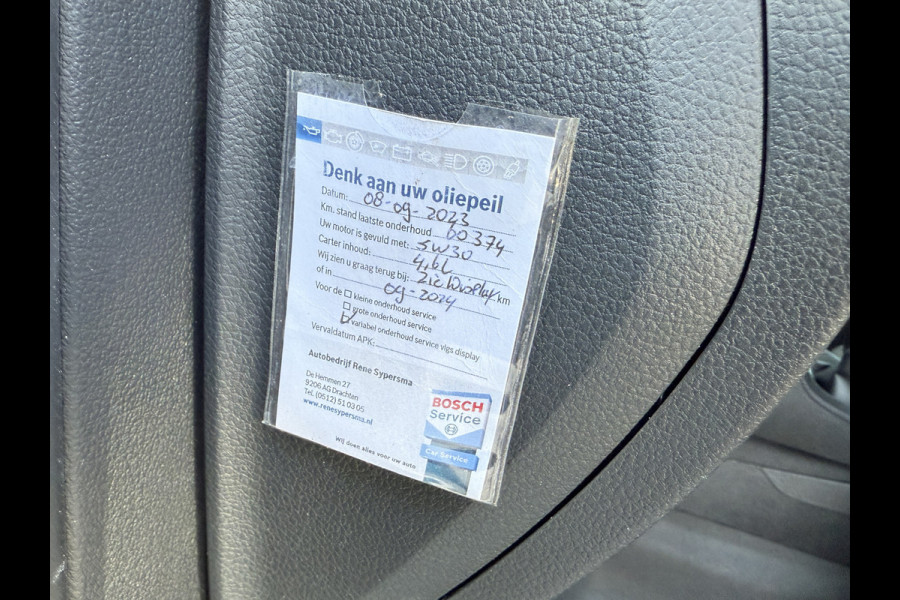 Denk aan uw oliepeil
Datum: 08-09-2023
Km. stand laatste onderhoud 60374
Uw motor is gevuld met: 5W30
Carter inhoud: 4,6L
Wij zien u graag terug bij: Zie Display km
of in 09-2024
Voor de kleine onderhoud service
grote onderhoud service
variabel onderhoud service vlgs display
Vervaldatum APK:
Autobedrijf Rene Sypersma
De Hemmen 27
9206 AG Drachten
Tel. (0512) 51 03 05
www.renesypersma.nl
BOSCH
Service
Car Service
Wij doen alles voor uw auto